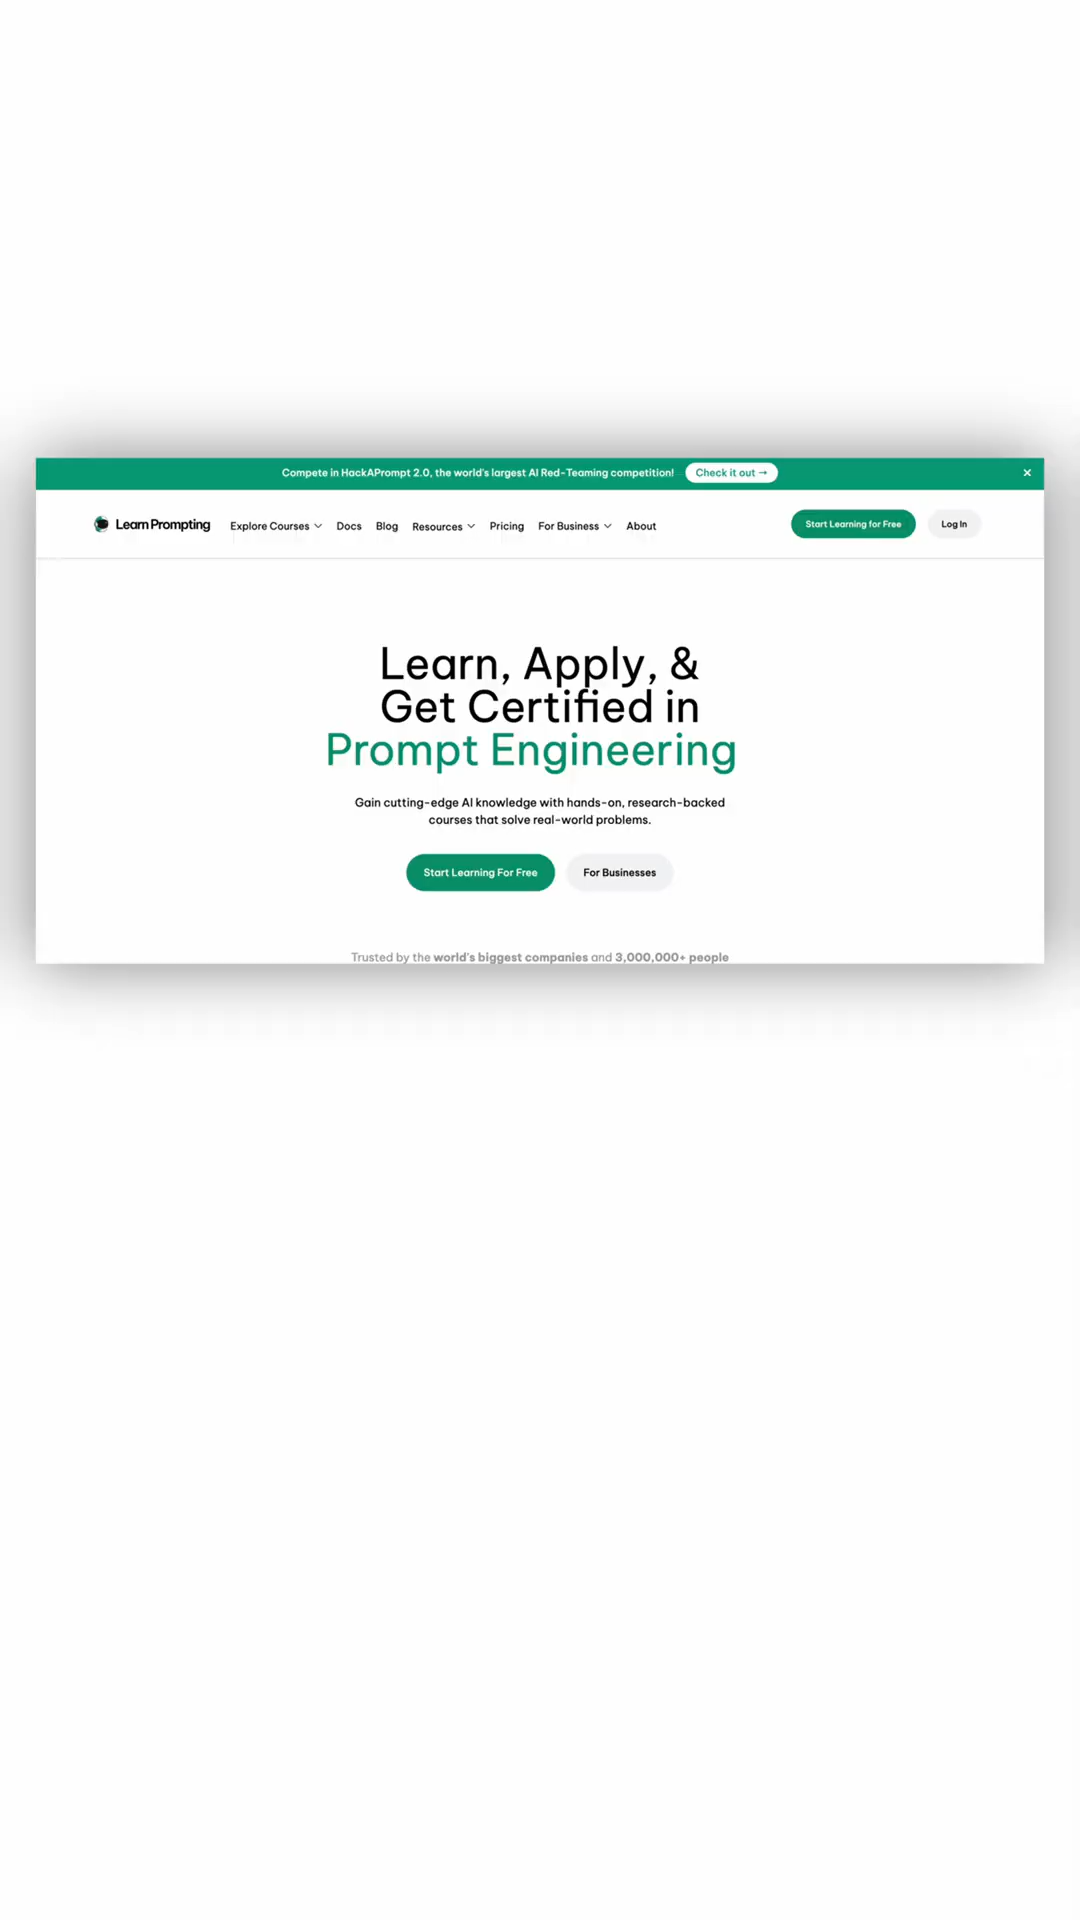 Compete in HackAPrompt 2.0, the world's largest AI Red-Teaming competition! Check it out →
×
LearnPrompting Explore Courses Docs Blog Resources Pricing For Business About Start Learning for Free Log In
Learn, Apply, &
Get Certified in
Prompt Engineering
Gain cutting-edge AI knowledge with hands-on, research-backed
courses that solve real-world problems.
Start Learning For Free For Businesses
Trusted by the world's biggest companies and 3,000,000+ people